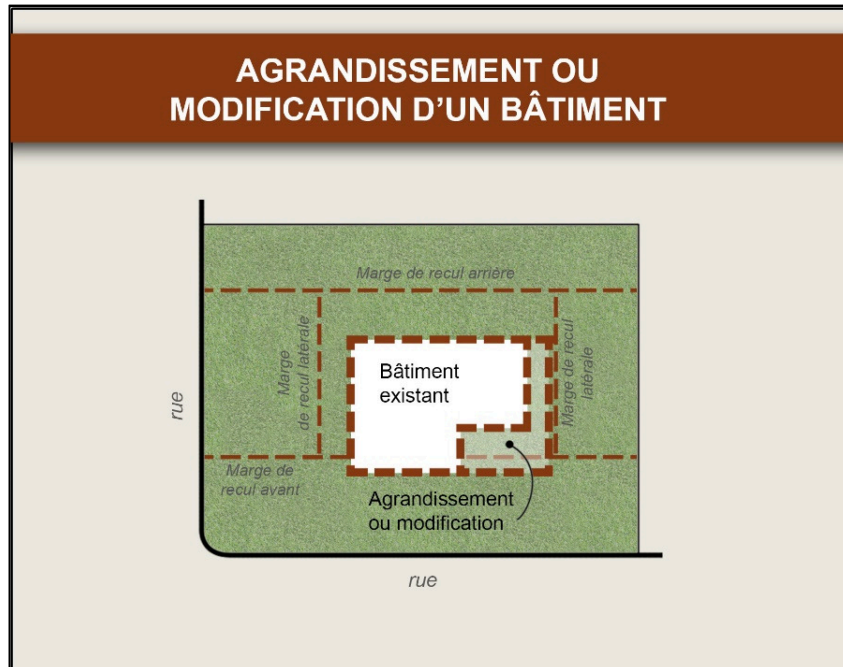 AGRANDISSEMENT OU
MODIFICATION D'UN BÂTIMENT
Marge de recul arrière
Marge
de recul latérale
Bâtiment
existant
Marge de recul
latérale
rue
Marge de
recul avant
Agrandissement
ou modification
rue